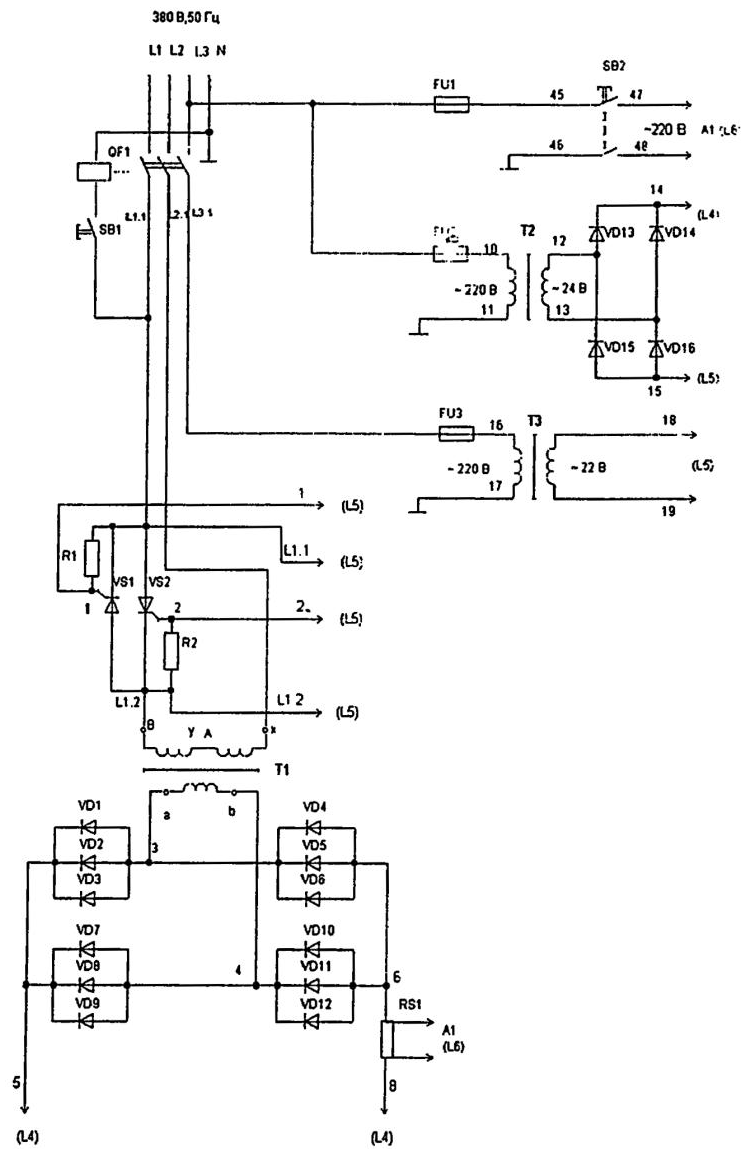 380 В,50 Гц
L1 L2 L3 N
SB2
FU1
45
47
~220 В
A1 (L6)
46
48
QF1
SB1
L1.1
L2.1
L3.1
14
(L4)
VD13
VD14
T2
10
12
~220 В
~24 В
11
13
VD15
VD16
(L5)
15
FU3
16
T3
18
~220 В
~22 В
(L5)
17
19
1
(L5)
R1
L1.1
(L5)
VS1
VS2
1
2
2
(L5)
R2
L1.2
L1.2
(L5)
B
y A
x
T1
a
b
VD1
VD4
VD2
3
VD5
VD3
VD6
VD7
VD10
VD8
4
VD11
6
VD9
VD12
RS1
A1
(L6)
5
8
(L4)
(L4)